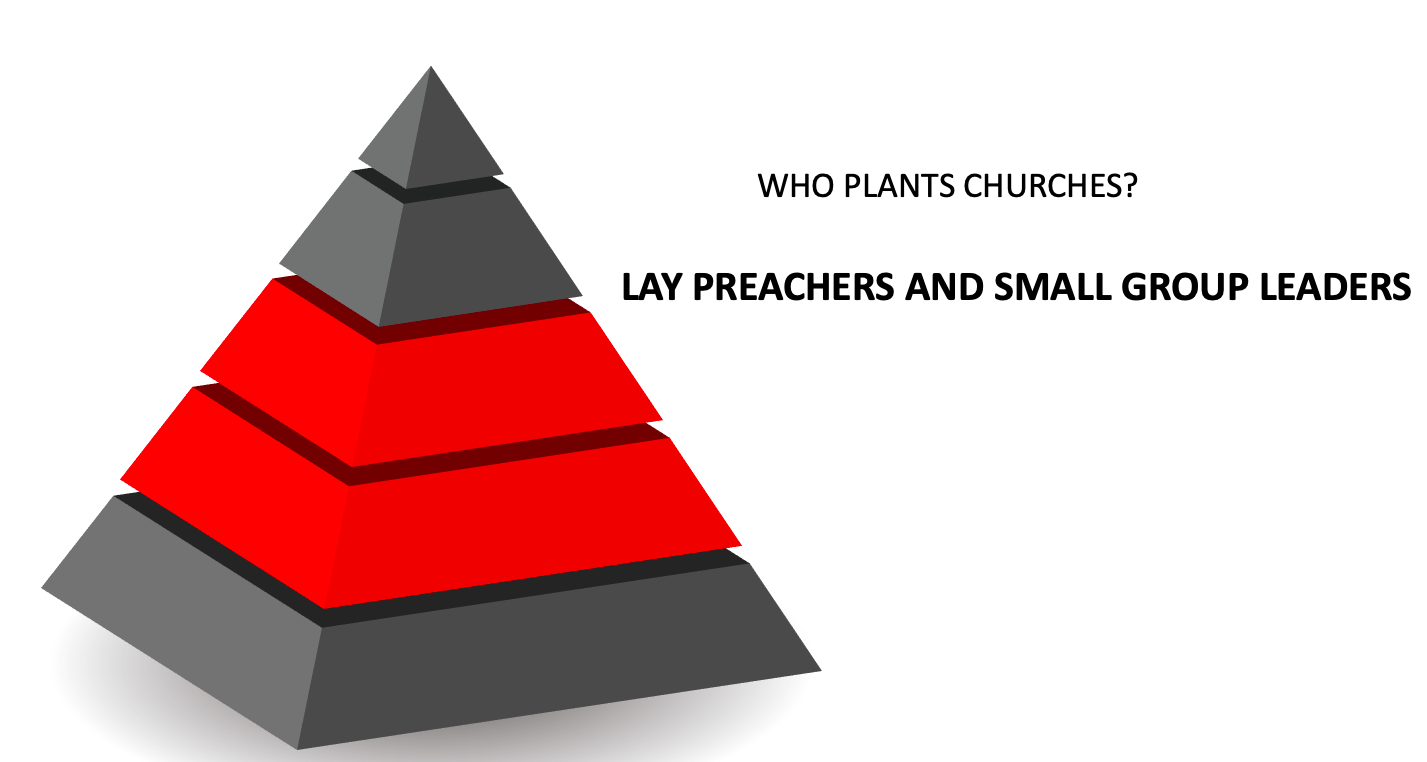 WHO PLANTS CHURCHES?
LAY PREACHERS AND SMALL GROUP LEADERS